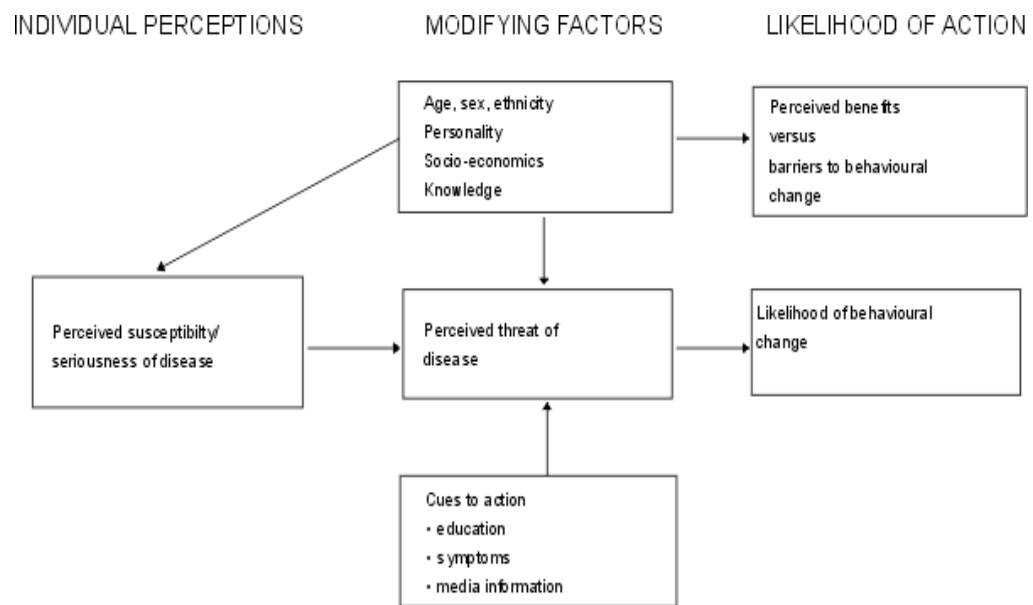 INDIVIDUAL PERCEPTIONS
MODIFYING FACTORS
LIKELIHOOD OF ACTION
Age, sex, ethnicity
Personality
Socio-economics
Knowledge
Perceived benefits
versus
barriers to behavioural
change
Perceived susceptibilty/
seriousness of disease
Perceived threat of
disease
Likelihood of behavioural
change
Cues to action
• education
• symptoms
• media information